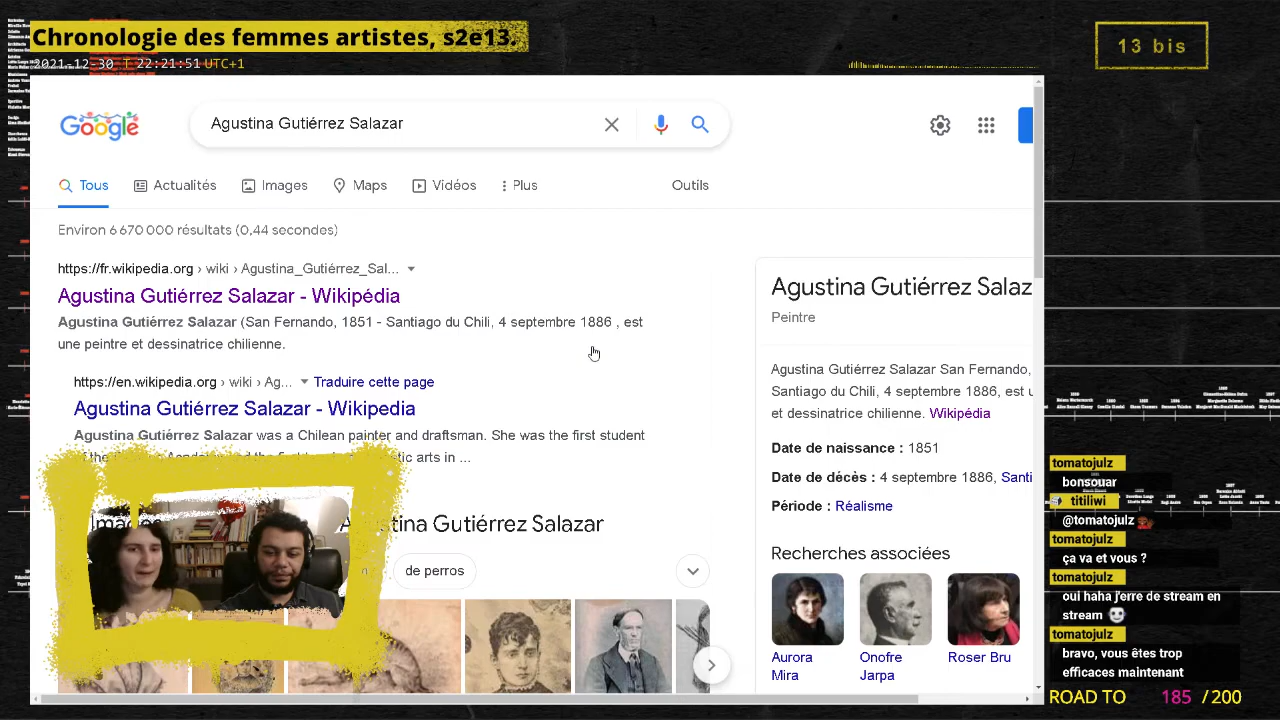 Chronologie des femmes artistes, s2e13.
2021-12-30 T 22:21:51 UTC+1
13 bis
Google
Agustina Gutiérrez Salazar
Tous
Actualités
Images
Maps
Vidéos
Plus
Outils
Environ 6 670 000 résultats (0,44 secondes)
https://fr.wikipedia.org › wiki › Agustina_Gutiérrez_Sal...
Agustina Gutiérrez Salazar - Wikipédia
Agustina Gutiérrez Salazar (San Fernando, 1851 - Santiago du Chili, 4 septembre 1886 , est
une peintre et dessinatrice chilienne.
https://en.wikipedia.org › wiki › Ag... Traduire cette page
Agustina Gutiérrez Salazar - Wikipedia
Agustina Gutiérrez Salazar was a Chilean painter and draftsman. She was the first student
tic arts in ...
tina Gutiérrez Salazar
de perros
Agustina Gutiérrez Salaz
Peintre
Agustina Gutiérrez Salazar San Fernando,
Santiago du Chili, 4 septembre 1886, est u
et dessinatrice chilienne. Wikipédia
Date de naissance : 1851
Date de décès : 4 septembre 1886, Santi
Période : Réalisme
Recherches associées
Aurora
Mira
Onofre
Jarpa
Roser Bru
tomatojulz
bonsouar
titiliwi
@tomatojulz
tomatojulz
ça va et vous ?
tomatojulz
oui haha j'erre de stream en
stream
tomatojulz
bravo, vous êtes trop
efficaces maintenant
ROAD TO 185 / 200